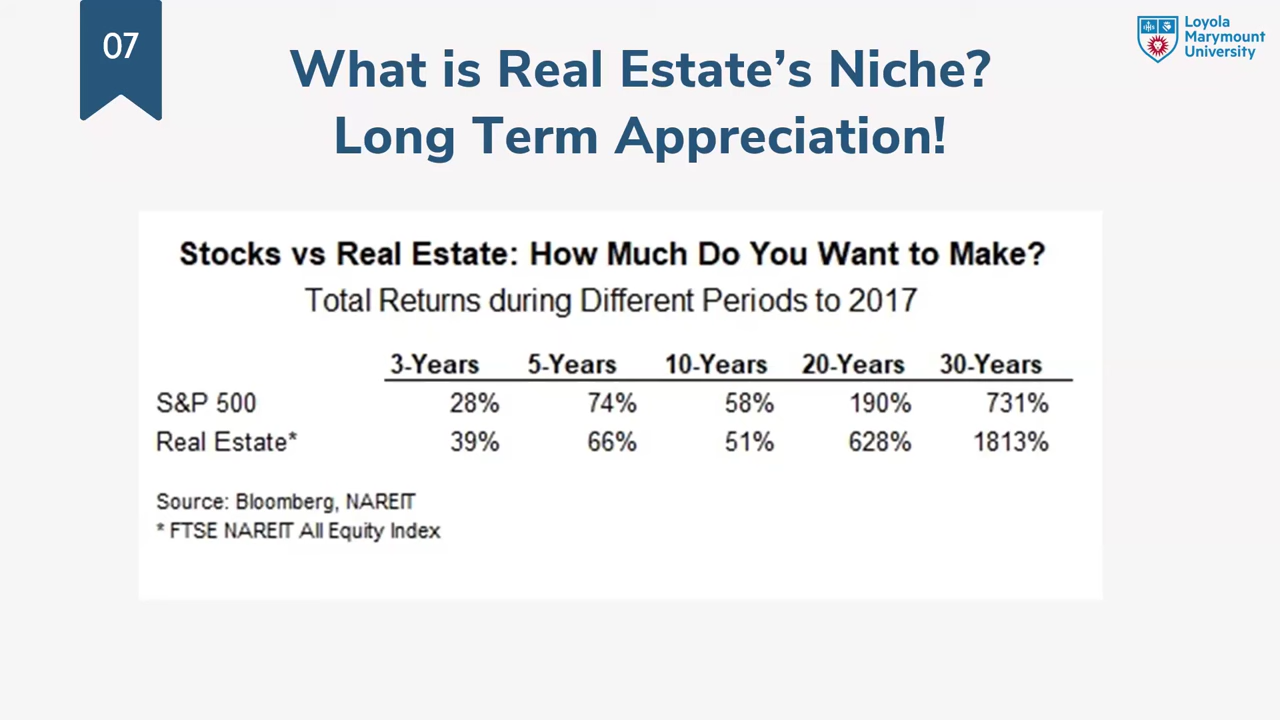 07
Loyola
Marymount
University
What is Real Estate’s Niche?
Long Term Appreciation!
Stocks vs Real Estate: How Much Do You Want to Make?
Total Returns during Different Periods to 2017
3-Years 5-Years 10-Years 20-Years 30-Years
S&P 500 28% 74% 58% 190% 731%
Real Estate* 39% 66% 51% 628% 1813%
Source: Bloomberg, NAREIT
* FTSE NAREIT All Equity Index